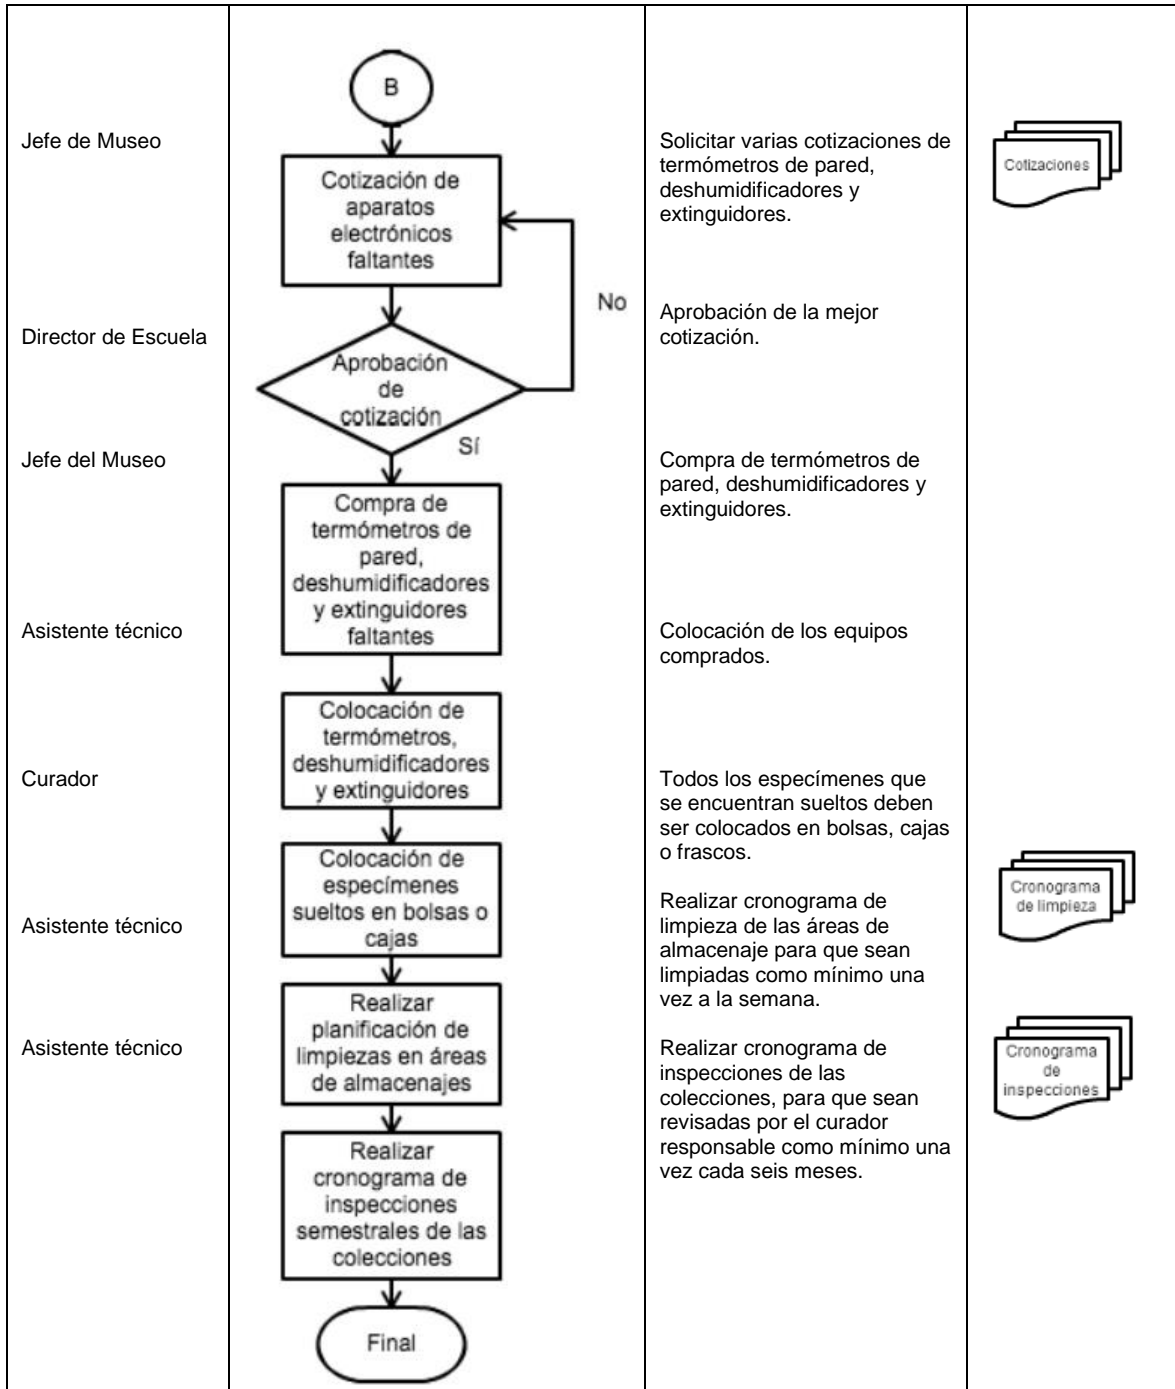 B
Jefe de Museo
Cotización de
aparatos
electrónicos
faltantes
Solicitar varias cotizaciones de
termómetros de pared,
deshumidificadores y
extinguidores.
Cotizaciones
No
Director de Escuela
Aprobación
de
cotización
Sí
Aprobación de la mejor
cotización.
Jefe del Museo
Compra de
termómetros de
pared,
deshumidificadores
y extinguidores
faltantes
Compra de termómetros de
pared, deshumidificadores y
extinguidores.
Asistente técnico
Colocación de
termómetros,
deshumidificadores
y extinguidores
Colocación de los equipos
comprados.
Curador
Colocación de
especímenes
sueltos en bolsas o
cajas
Todos los especímenes que
se encuentran sueltos deben
ser colocados en bolsas, cajas
o frascos.
Asistente técnico
Realizar
planificación de
limpiezas en áreas
de almacenajes
Realizar cronograma de
limpieza de las áreas de
almacenaje para que sean
limpiadas como mínimo una
vez a la semana.
Cronograma
de limpieza
Asistente técnico
Realizar
cronograma de
inspecciones
semestrales de las
colecciones
Realizar cronograma de
inspecciones de las
colecciones, para que sean
revisadas por el curador
responsable como mínimo una
vez cada seis meses.
Cronograma
de
inspecciones
Final